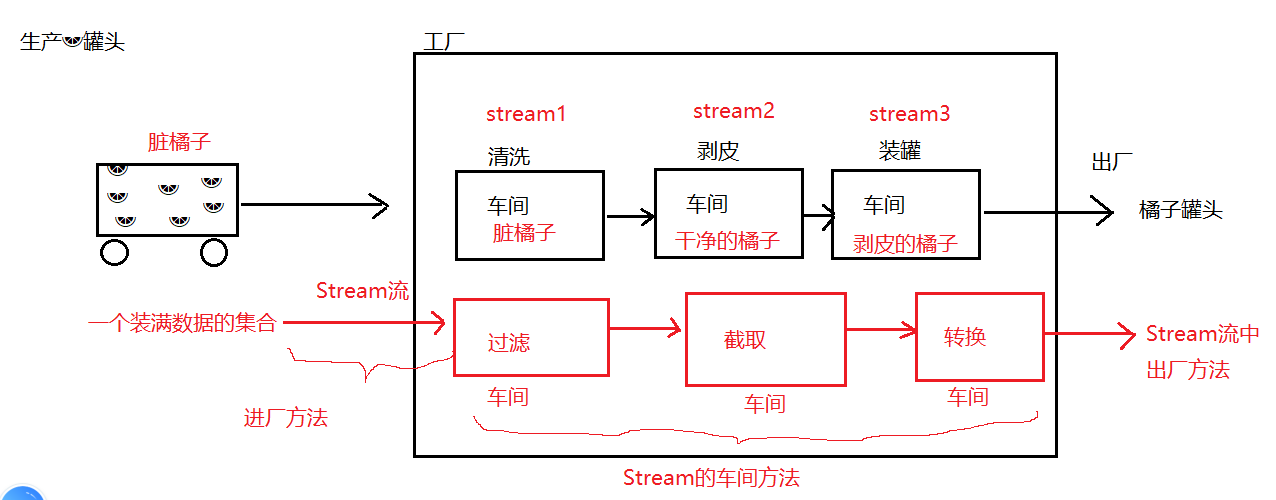 生产罐头
工厂
脏橘子
stream1
stream2
stream3
清洗
剥皮
装罐
出厂
车间
脏橘子
车间
干净的橘子
车间
剥皮的橘子
橘子罐头
Stream流
一个装满数据的集合
过滤
截取
转换
Stream流中
出厂方法
车间
车间
车间
进厂方法
Stream的车间方法